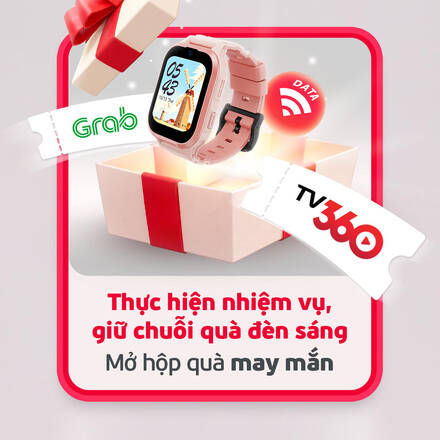 05
43
Grab
DATA
TV360
Thực hiện nhiệm vụ,
giữ chuỗi quà đèn sáng
Mở hộp quà may mắn